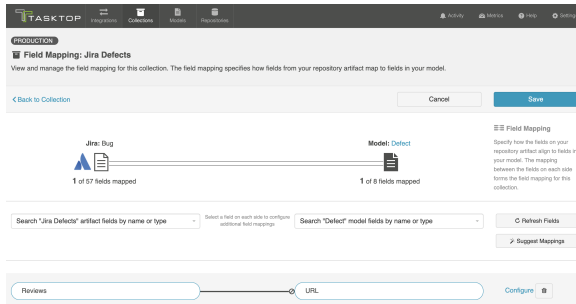 TASKTOP
Integrations
Collections
Models
Repositories
Activity
Metrics
Help
Settings
PRODUCTION
Field Mapping: Jira Defects
View and manage the field mapping for this collection. The field mapping specifies how fields from your repository artifact map to fields in your model.
Back to Collection
Cancel
Save
Jira: Bug
Model: Defect
1 of 57 fields mapped
1 of 8 fields mapped
Field Mapping
Specify how the fields on your
repository artifact align to fields in
your model. The mapping
between the fields on each side
forms the field mapping for this
collection.
Search "Jira Defects" artifact fields by name or type
Select a field on each side to configure
additional field mappings
Search "Defect" model fields by name or type
Refresh Fields
Suggest Mappings
Reviews
URL
Configure